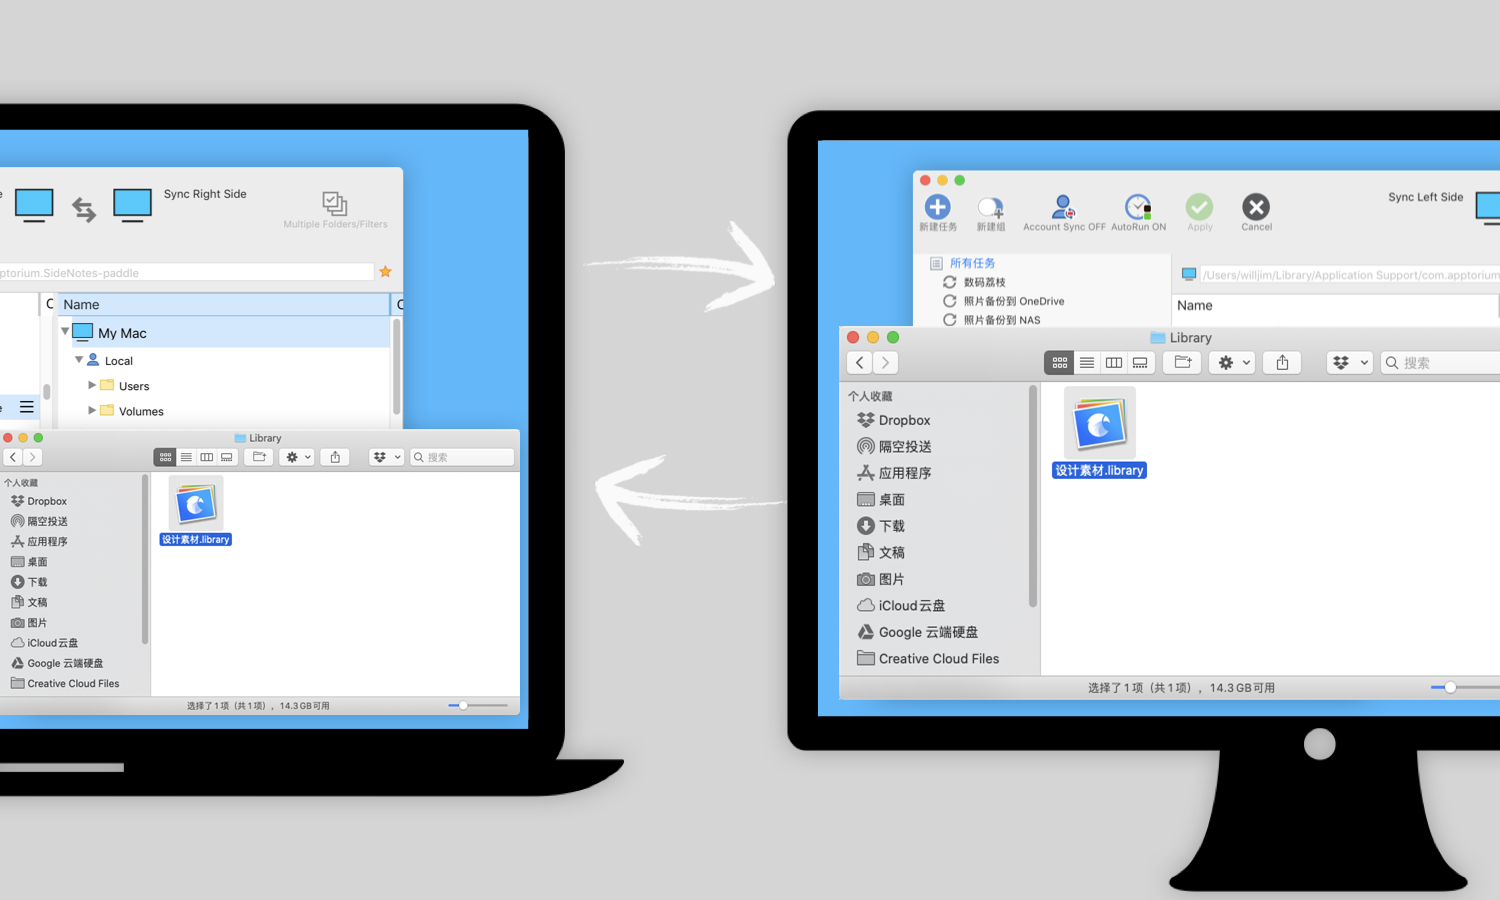 Sync Right Side
Multiple Folders/Filters
ptorium.SideNotes-paddle
Name
My Mac
Local
Users
Volumes
Library
搜索
个人收藏
Dropbox
隔空投送
应用程序
桌面
下载
文稿
图片
iCloud云盘
Google 云端硬盘
Creative Cloud Files
设计素材.library
选择了1项（共1项），14.3 GB可用
Sync Left Side
新建任务
新建组
Account Sync OFF
AutoRun ON
Apply
Cancel
所有任务
数码荔枝
照片备份到 OneDrive
照片备份到 NAS
/Users/willjim/Library/Application Support/com.apptorium
Name
Library
搜索
个人收藏
Dropbox
隔空投送
应用程序
桌面
下载
文稿
图片
iCloud云盘
Google 云端硬盘
Creative Cloud Files
设计素材.library
选择了1项（共1项），14.3 GB可用